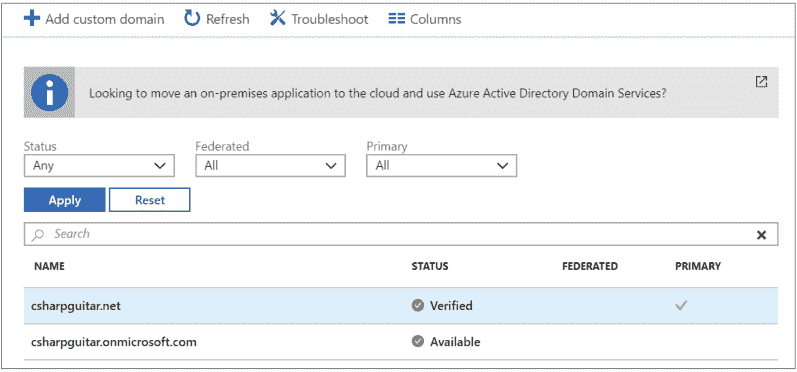 Add custom domain Refresh Troubleshoot Columns
Looking to move an on-premises application to the cloud and use Azure Active Directory Domain Services?
Status Federated Primary
Any All All
Apply Reset
Search
NAME STATUS FEDERATED PRIMARY
csharpguitar.net Verified
csharpguitar.onmicrosoft.com Available